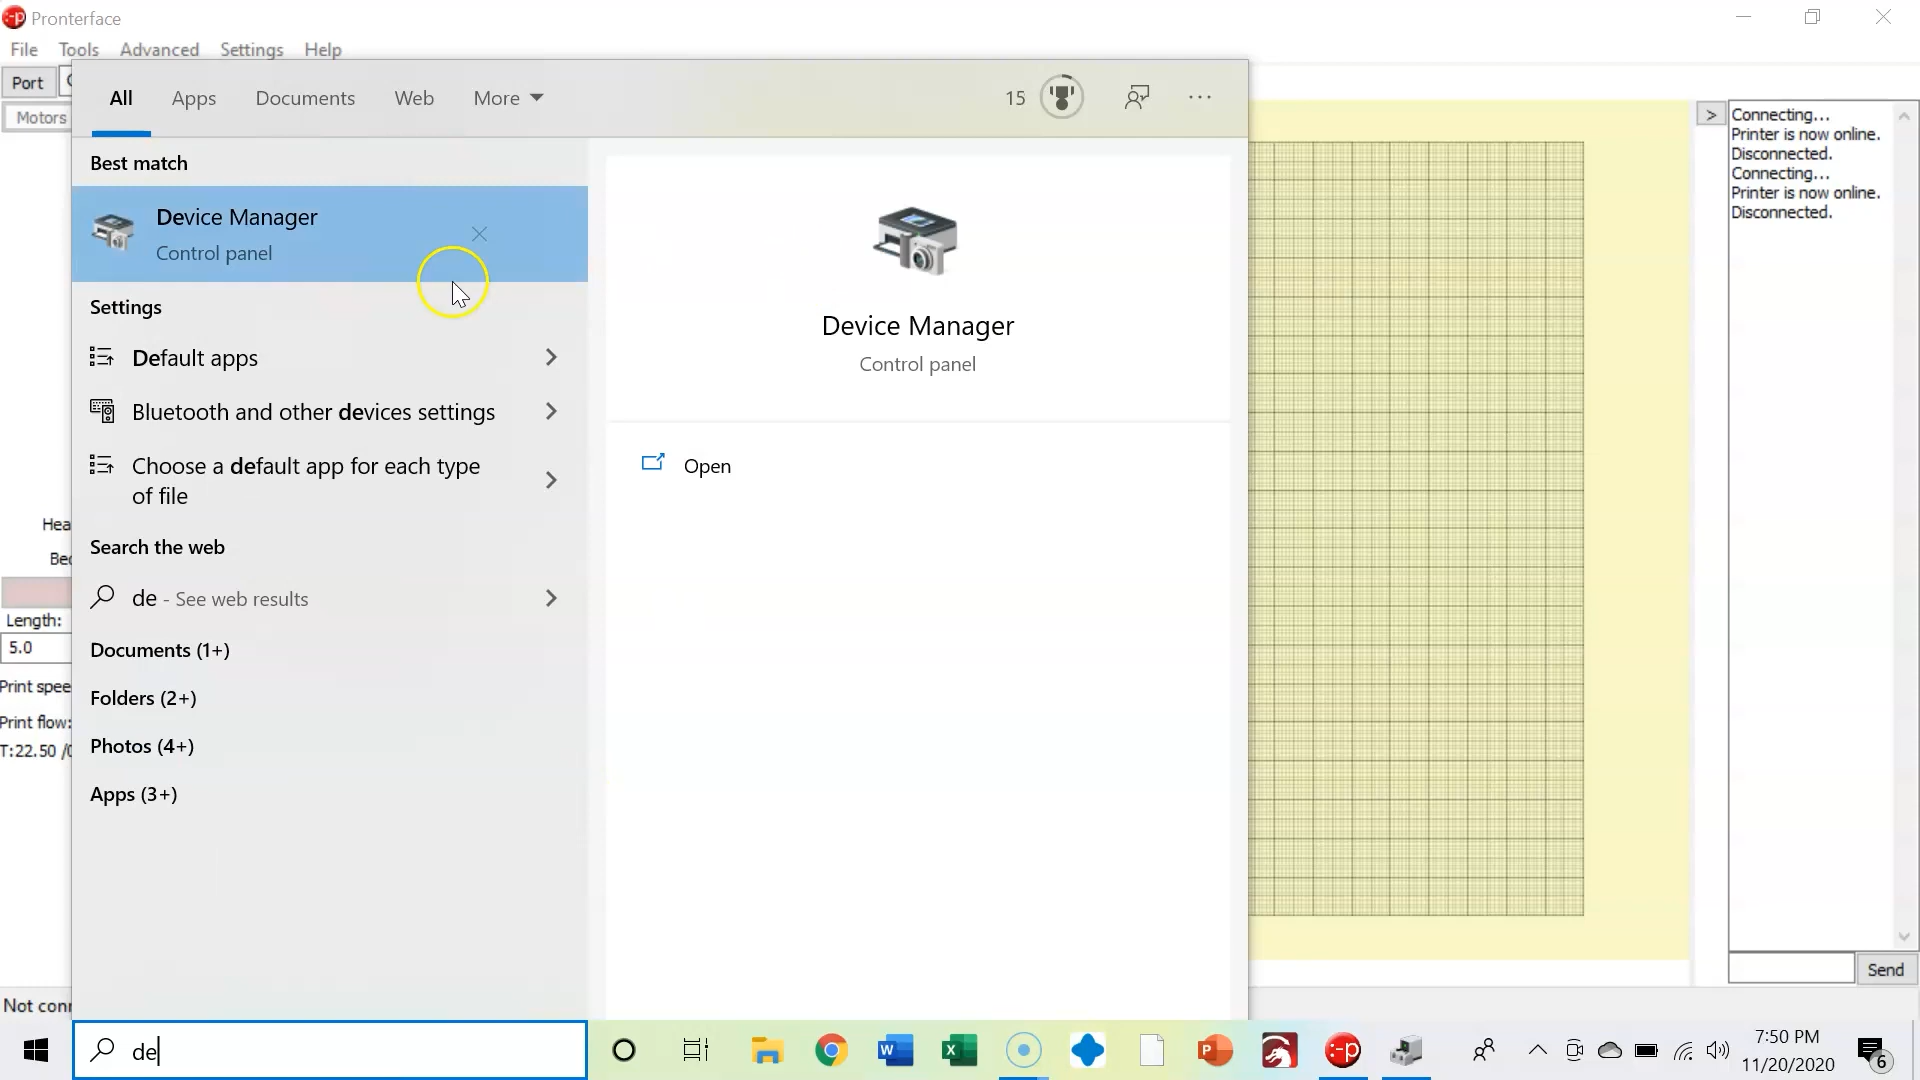 Pronterface
File Tools Advanced Settings Help
Port
Motors
All Apps Documents Web More
15
Best match
Device Manager
Control panel
Settings
Default apps
Bluetooth and other devices settings
Choose a default app for each type
of file
Search the web
de - See web results
Documents (1+)
Folders (2+)
Photos (4+)
Apps (3+)
Device Manager
Control panel
Open
Hea
Bed
Length:
5.0
Print spee
Print flow:
T:22.50 /0
Not conn
Connecting...
Printer is now online.
Disconnected.
Connecting...
Printer is now online.
Disconnected.
Send
de
7:50 PM
11/20/2020
6